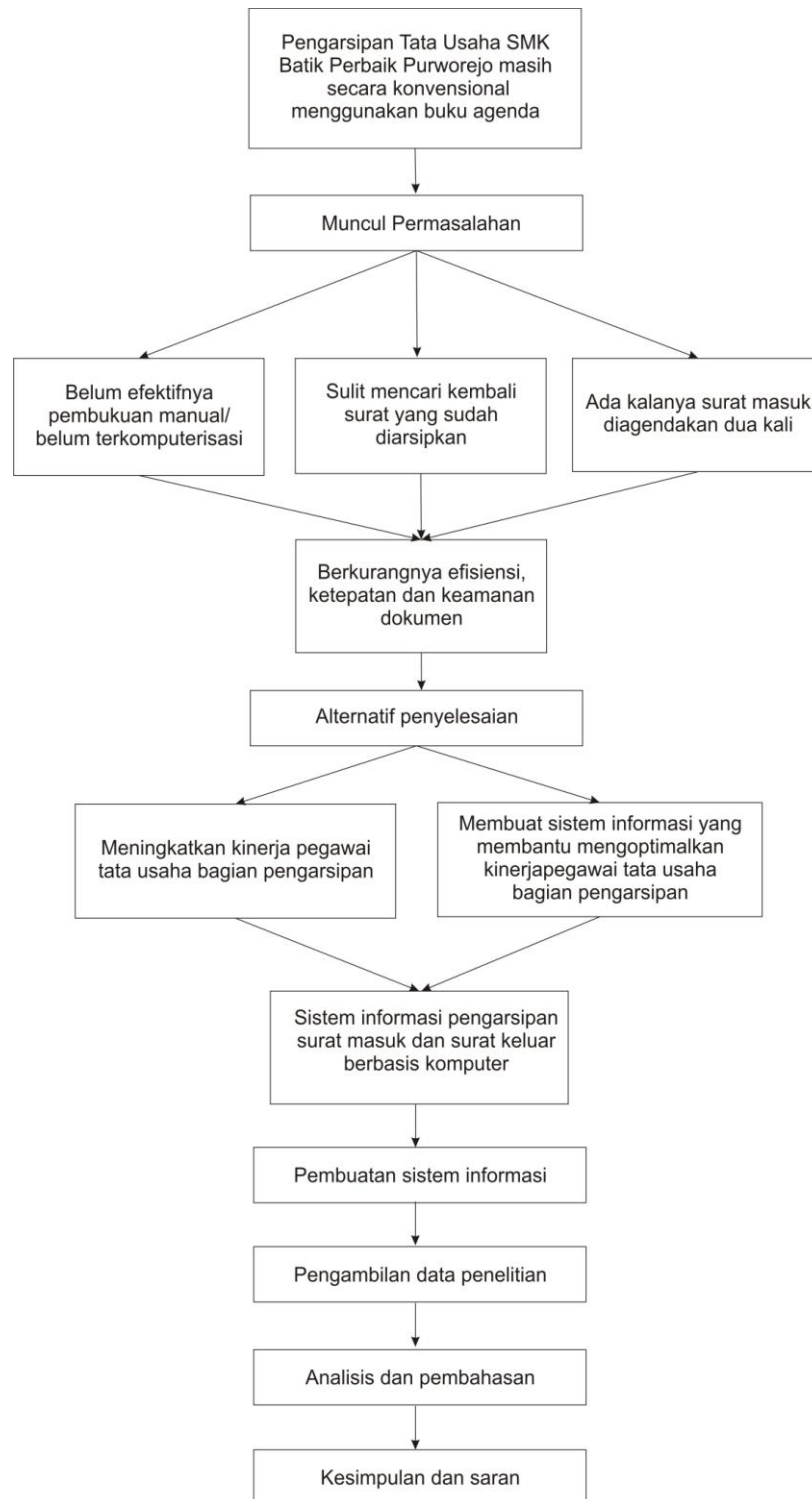 Pengarsipan Tata Usaha SMK
Batik Perbaik Purworejo masih
secara konvensional
menggunakan buku agenda
Muncul Permasalahan
Belum efektifnya
pembukuan manual/
belum terkomputerisasi
Sulit mencari kembali
surat yang sudah
diarsipkan
Ada kalanya surat masuk
diagendakan dua kali
Berkurangnya efisiensi,
ketepatan dan keamanan
dokumen
Alternatif penyelesaian
Meningkatkan kinerja pegawai
tata usaha bagian pengarsipan
Membuat sistem informasi yang
membantu mengoptimalkan
kinerjapegawai tata usaha
bagian pengarsipan
Sistem informasi pengarsipan
surat masuk dan surat keluar
berbasis komputer
Pembuatan sistem informasi
Pengambilan data penelitian
Analisis dan pembahasan
Kesimpulan dan saran